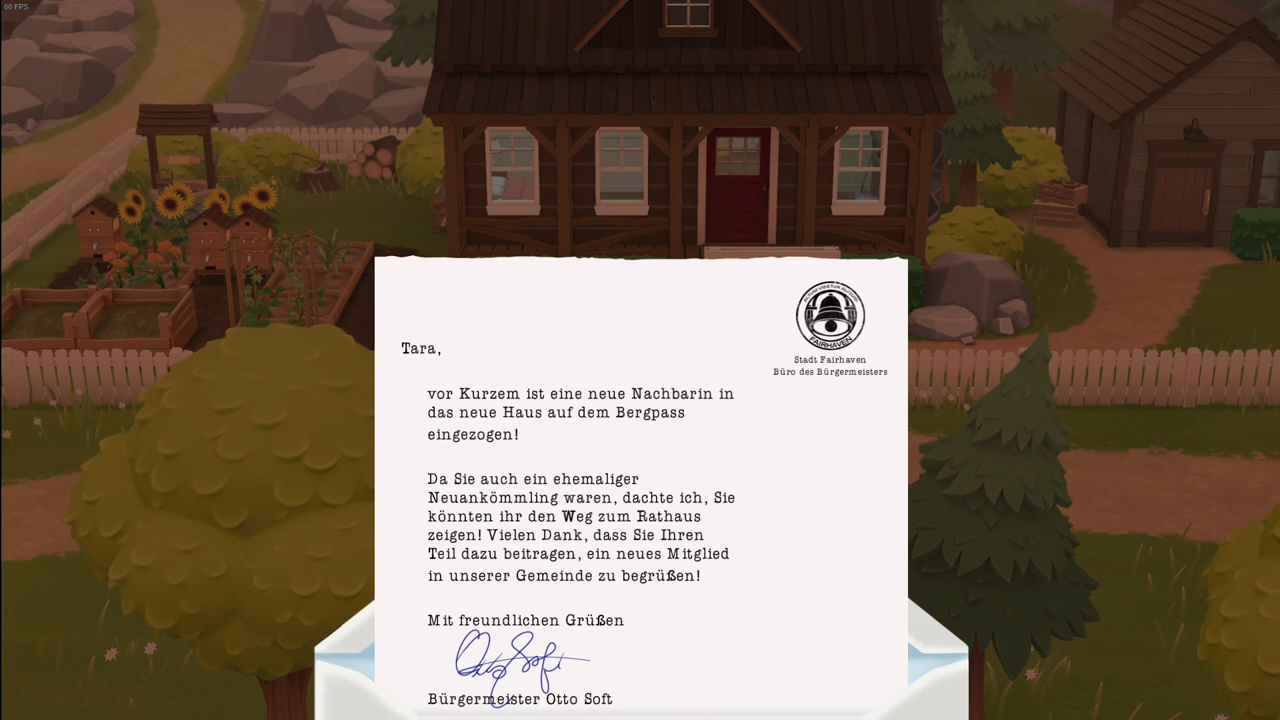 60 FPS
FAIRHAVEN
Stadt Fairhaven
Büro des Bürgermeisters
Tara,
vor Kurzem ist eine neue Nachbarin in
das neue Haus auf dem Bergpass
eingezogen!
Da Sie auch ein ehemaliger
Neuankömmling waren, dachte ich, Sie
könnten ihr den Weg zum Rathaus
zeigen! Vielen Dank, dass Sie Ihren
Teil dazu beitragen, ein neues Mitglied
in unserer Gemeinde zu begrüßen!
Mit freundlichen Grüßen
Otto Soft
Bürgermeister Otto Soft